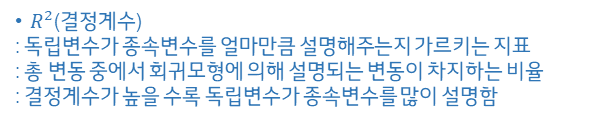 • R²(결정계수)
: 독립변수가 종속변수를 얼마만큼 설명해주는지 가르키는 지표
: 총 변동 중에서 회귀모형에 의해 설명되는 변동이 차지하는 비율
: 결정계수가 높을 수록 독립변수가 종속변수를 많이 설명함